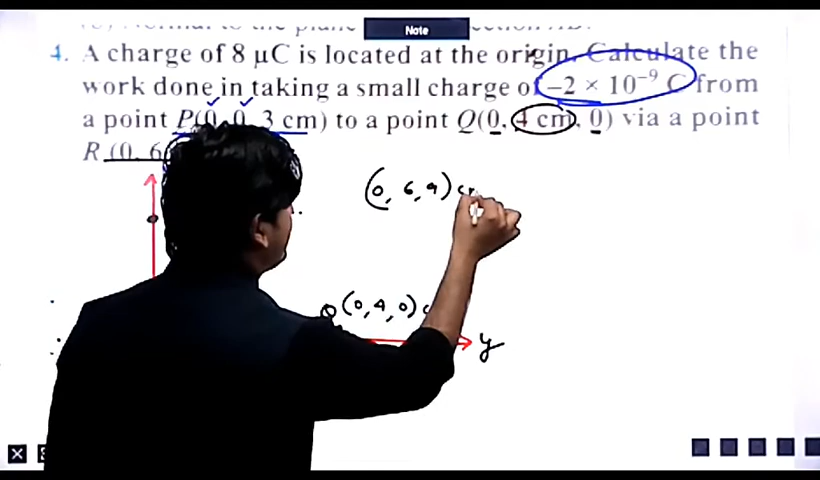 Note
4. A charge of 8 μC is located at the origin. Calculate the
work done in taking a small charge of −2 × 10⁻⁹ C from
a point P(0, 0, 3 cm) to a point Q(0, 4 cm, 0) via a point
R (0, 6
(0, 6, 9)
Q (0, 4, 0)
y